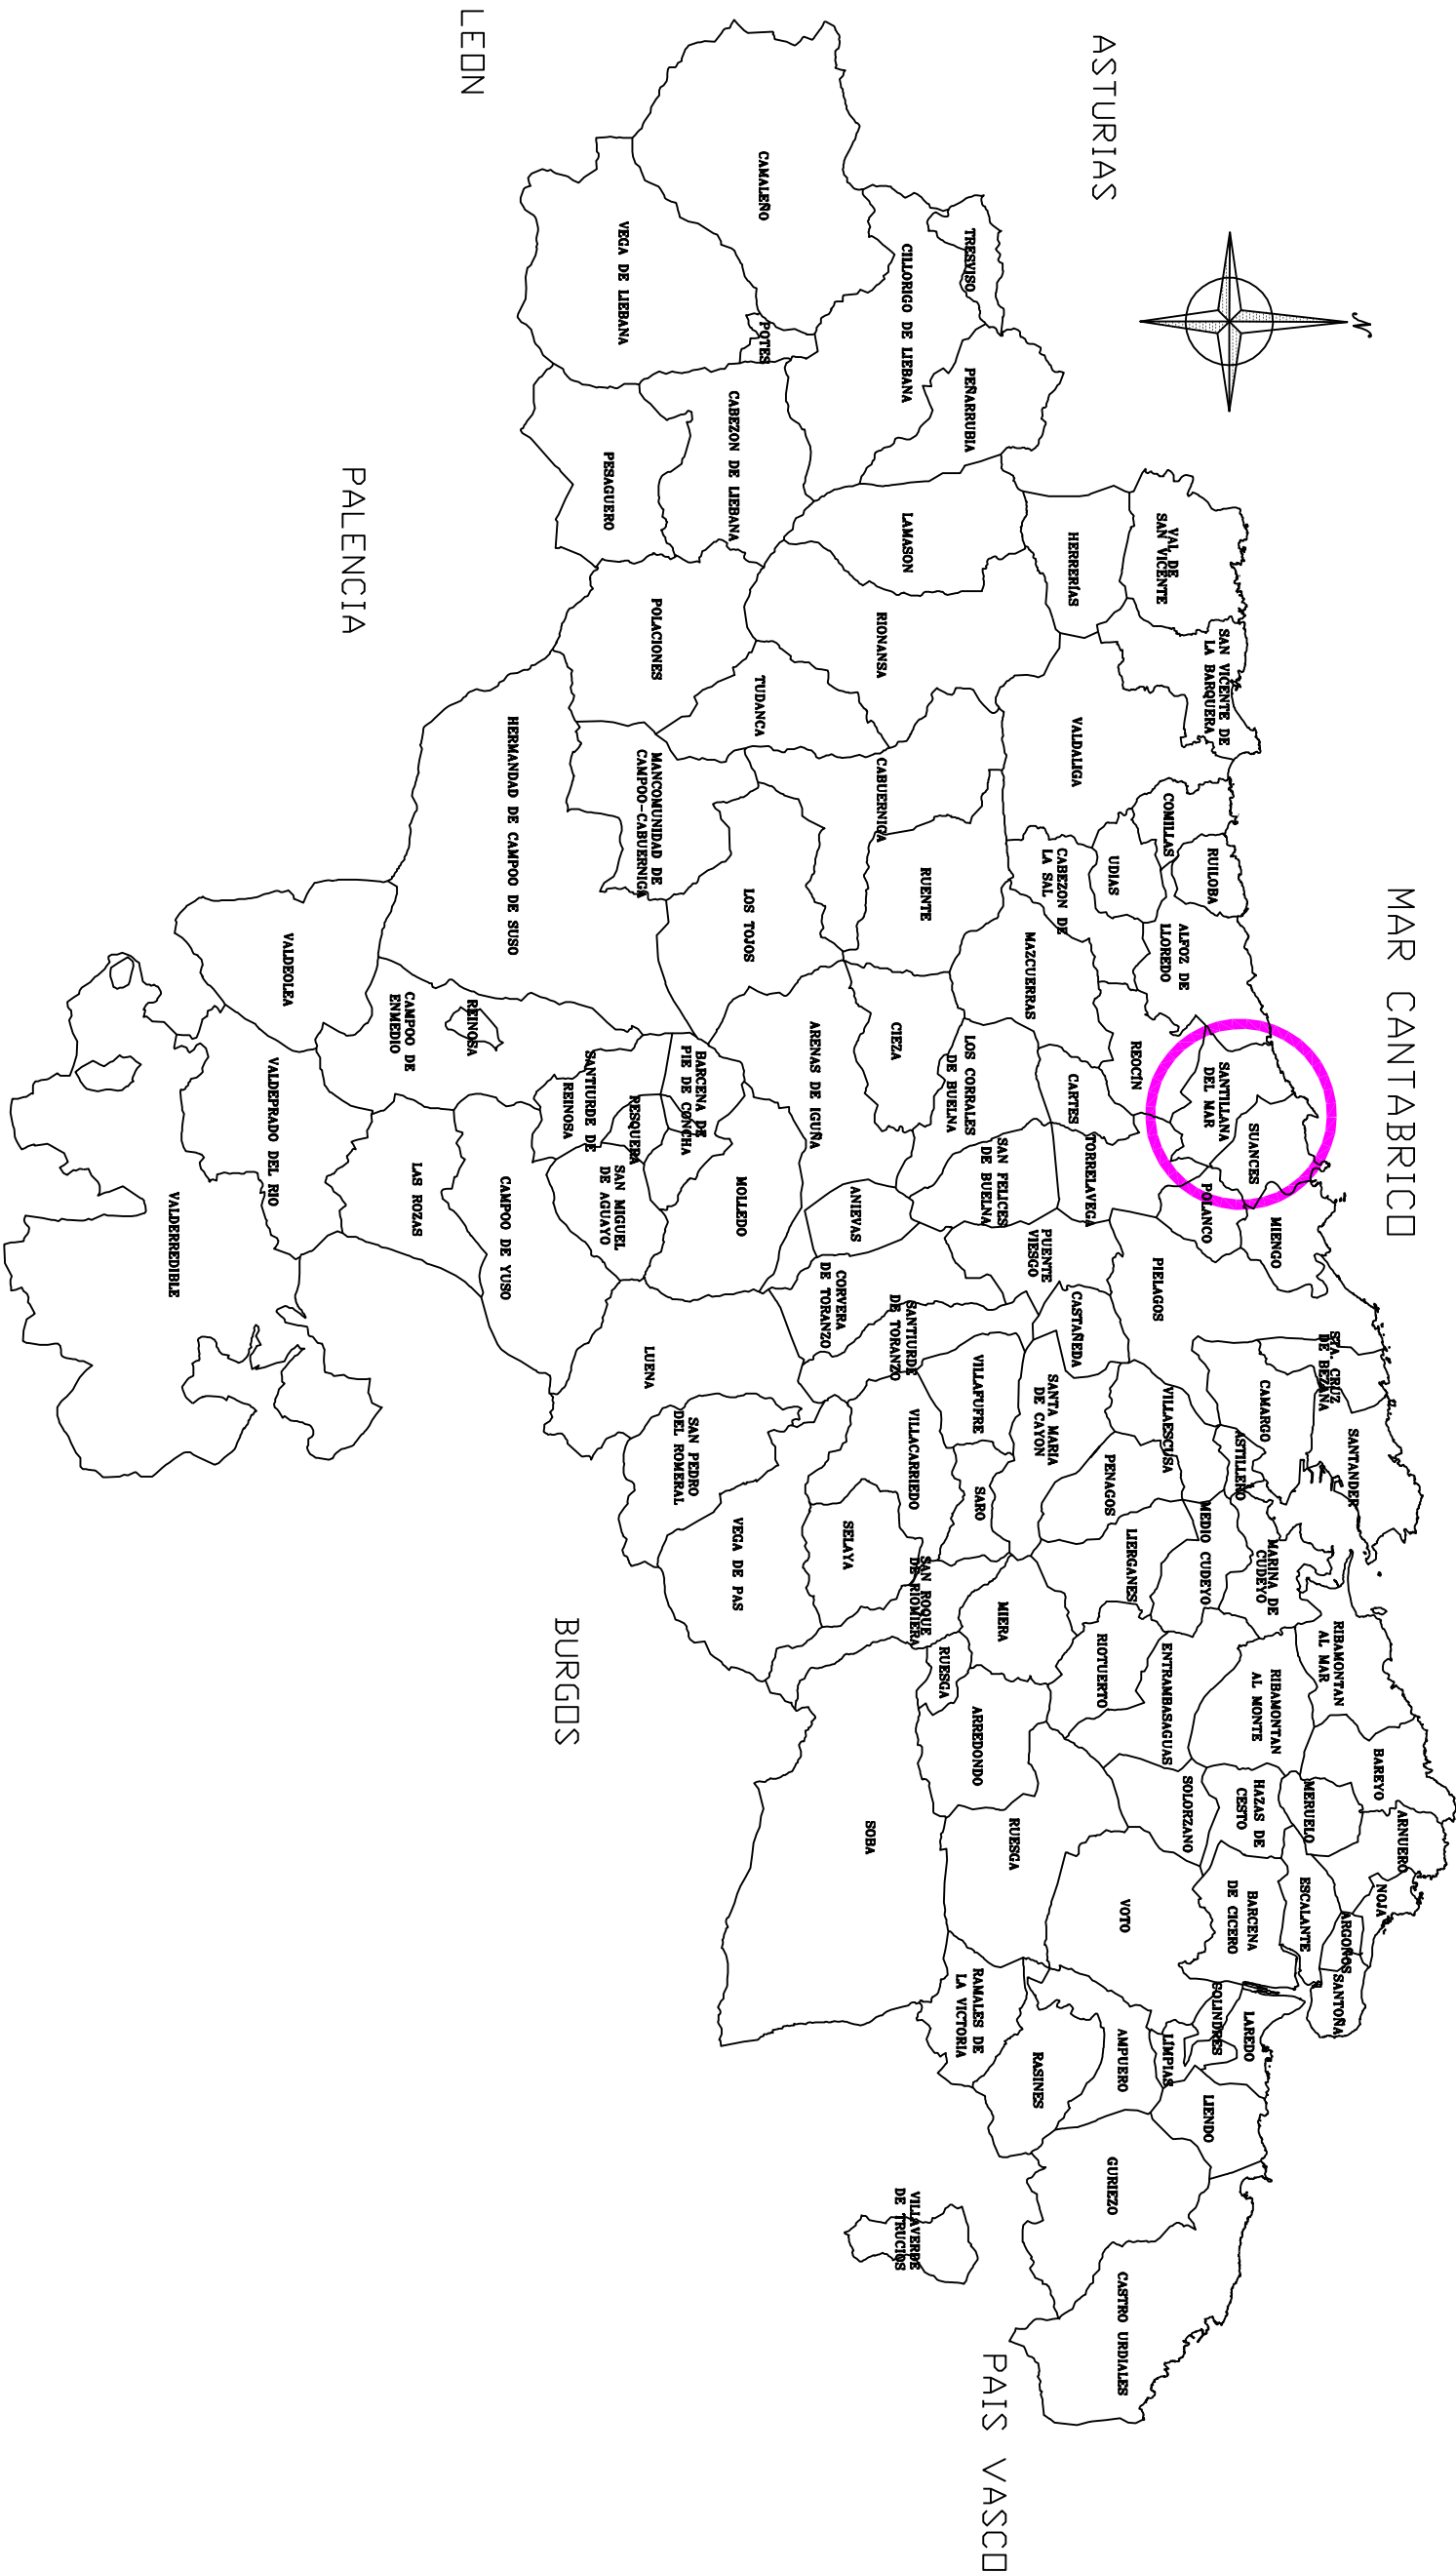 MAR CANTABRICO
ASTURIAS
LEON
PALENCIA
BURGOS
PAIS VASCO
N
CAMALEÑO
VEGA DE LIEBANA
POTES
TRESVISO
CILLORIGO DE LIEBANA
PEÑARRUBIA
CABEZON DE LIEBANA
PESAGUERO
LAMASON
HERRERÍAS
VAL DE
SAN VICENTE
SAN VICENTE DE
LA BARQUERA
RIONANSA
POLACIONES
TUDANCA
VALDALIGA
COMILLAS
RUILOBA
UDIAS
CABEZON DE
LA SAL
ALFOZ DE
LLOREDO
CABUERNIGA
RUENTE
MANCOMUNIDAD DE
CAMPOO-CABUERNIGA
LOS TOJOS
HERMANDAD DE CAMPOO DE SUSO
MAZCUERRAS
REOCÍN
SANTILLANA
DEL MAR
SUANCES
POLANCO
MIENGO
CARTES
TORRELAVEGA
CIEZA
LOS CORRALES
DE BUELNA
SAN FELICES
DE BUELNA
ARENAS DE IGUÑA
ANIEVAS
MOLLEDO
BARCENA DE
PIE DE CONCHA
RESQUERA
SANTIURDE DE
REINOSA
SAN MIGUEL
DE AGUAYO
REINOSA
CAMPOO DE
ENMEDIO
VALDEOLEA
VALDEPRADO DEL RIO
VALDERREDIBLE
LAS ROZAS
CAMPOO DE YUSO
LUENA
CORVERA
DE TORANZO
SANTIURDE
DE TORANZO
PUENTE
VIESGO
CASTAÑEDA
PIELAGOS
STA. CRUZ
DE BEZANA
CAMARGO
SANTANDER
ASTILLERO
VILLAESCUSA
SANTA MARIA
DE CAYON
VILLAFUFRE
VILLACARRIEDO
SARO
PENAGOS
SAN PEDRO
DEL ROMERAL
VEGA DE PAS
SELAYA
SAN ROQUE
DE RIOMIERA
MIERA
LIERGANES
MEDIO CUDEYO
MARINA DE
CUDEYO
RIBAMONTAN
AL MAR
RIBAMONTAN
AL MONTE
ENTRAMBASAGUAS
RIOTUERTO
RUESGA
ARREDONDO
SOBA
RUESGA
SOLORZANO
HAZAS DE
CESTO
MERUELO
BAREYO
ARNUERO
NOJA
ARGOÑOS
SANTOÑA
ESCALANTE
BARCENA
DE CICERO
VOTO
RAMALES DE
LA VICTORIA
RASINES
AMPUERO
LIMPIAS
COLINDRES
LAREDO
LIENDO
GURIEZO
CASTRO URDIALES
VILLAVERDE
DE TRUCIOS